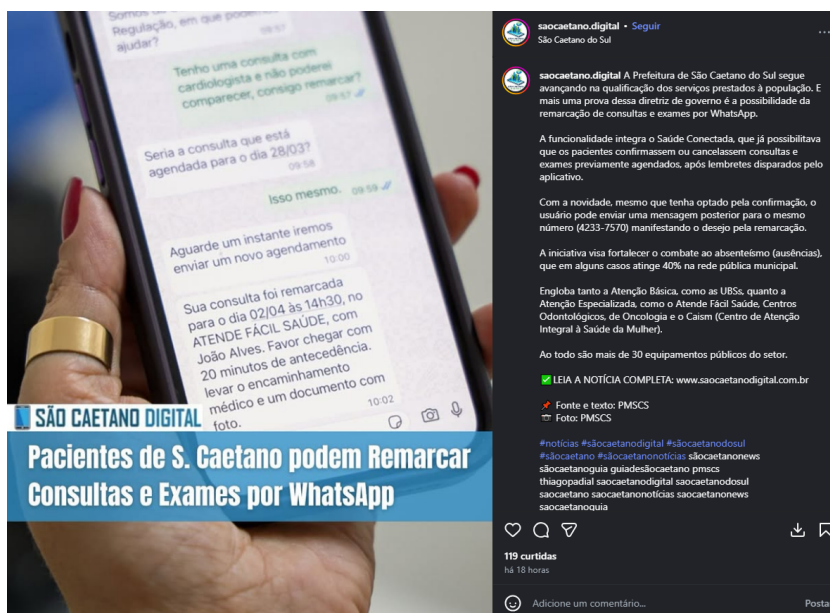 Somos da
Regulação, em que podemos
ajudar?
09:57
Tenho uma consulta com
cardiologista e não poderei
comparecer, consigo remarcar?
09:57
Seria a consulta que está
agendada para o dia 28/03?
09:58
Isso mesmo. 09:59
Aguarde um instante iremos
enviar um novo agendamento
10:00
Sua consulta foi remarcada
para o dia 02/04 às 14h30, no
ATENDE FÁCIL SAÚDE, com
João Alves. Favor chegar com
20 minutos de antecedência.
levar o encaminhamento
médico e um documento com
foto.
10:02
SÃO CAETANO DIGITAL
Pacientes de S. Caetano podem Remarcar
Consultas e Exames por WhatsApp
saocaetano.digital • Seguir
São Caetano do Sul
saocaetano.digital A Prefeitura de São Caetano do Sul segue
avançando na qualificação dos serviços prestados à população. E
mais uma prova dessa diretriz de governo é a possibilidade da
remarcação de consultas e exames por WhatsApp.
A funcionalidade integra o Saúde Conectada, que já possibilitava
que os pacientes confirmassem ou cancelassem consultas e
exames previamente agendados, após lembretes disparados pelo
aplicativo.
Com a novidade, mesmo que tenha optado pela confirmação, o
usuário pode enviar uma mensagem posterior para o mesmo
número (4233-7570) manifestando o desejo pela remarcação.
A iniciativa visa fortalecer o combate ao absenteísmo (ausências),
que em alguns casos atinge 40% na rede pública municipal.
Engloba tanto a Atenção Básica, como as UBSs, quanto a
Atenção Especializada, como o Atende Fácil Saúde, Centros
Odontológicos, de Oncologia e o Caism (Centro de Atenção
Integral à Saúde da Mulher).
Ao todo são mais de 30 equipamentos públicos do setor.
✅ LEIA A NOTÍCIA COMPLETA: www.saocaetanodigital.com.br
📌 Fonte e texto: PMSCS
📷 Foto: PMSCS
#notícias #sãocaetanodigital #sãocaetanodosul
#sãocaetano #sãocaetanonotícias sãocaetanonews
sãocaetanoguia guiadesãocaetano pmscs
thiagopadial saocaetanodigital saocaetanodosul
saocaetano saocaetanonotícias saocaetanonews
saocaetanoguia
119 curtidas
há 18 horas
Adicione um comentário...
Posta